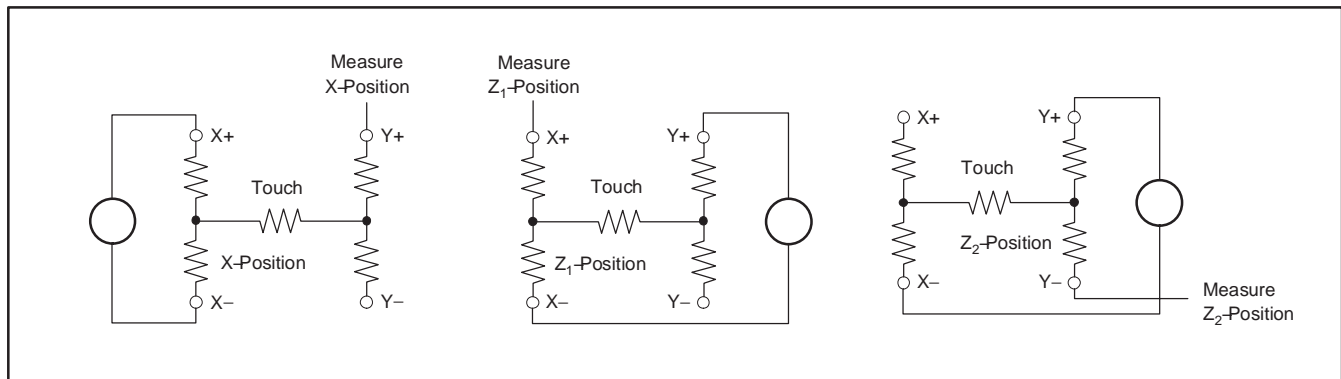 Measure
X–Position
X+
Y+
Touch
X–Position
X–
Y–
Measure
Z1–Position
X+
Y+
Touch
Z1–Position
X–
Y–
X+
Y+
Touch
Z2–Position
X–
Y–
Measure
Z2–Position